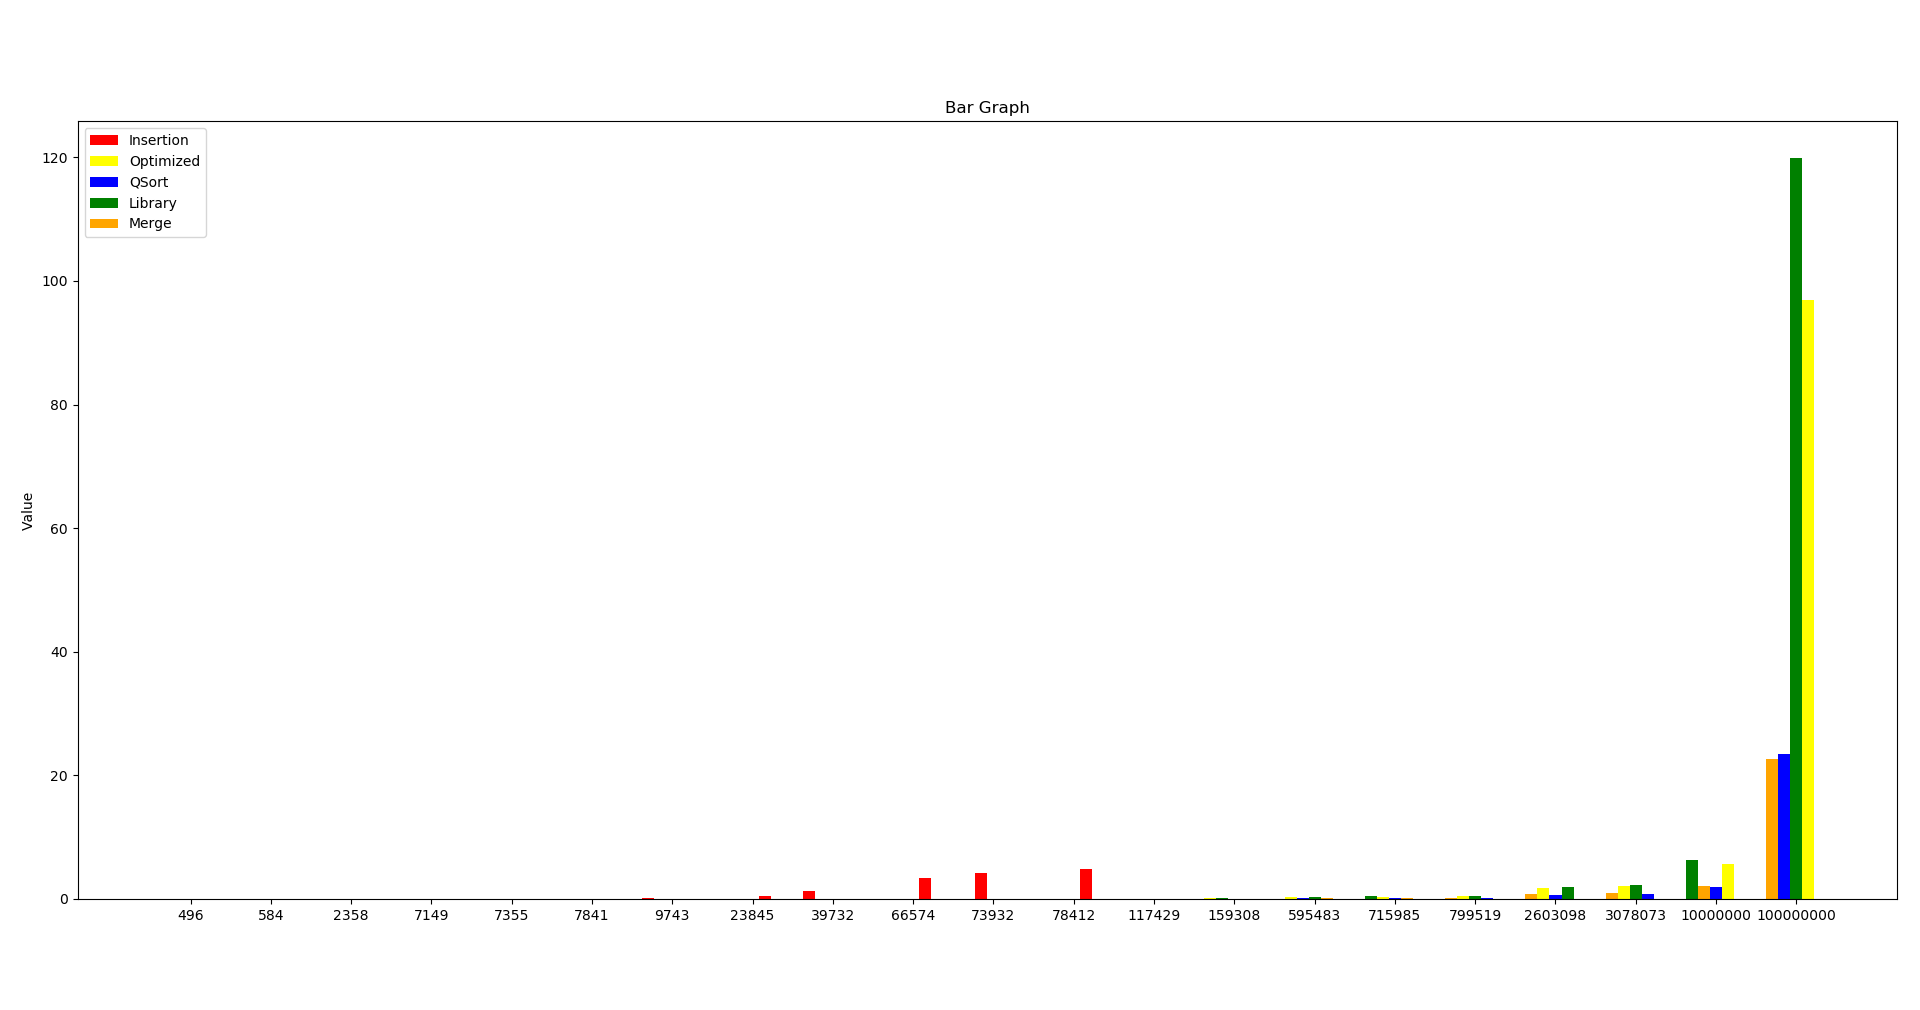 Bar Graph
Insertion
Optimized
QSort
Library
Merge
120
100
80
60
40
20
0
Value
496 584 2358 7149 7355 7841 9743 23845 39732 66574 73932 78412 117429 159308 595483 715985 799519 2603098 3078073 10000000 100000000